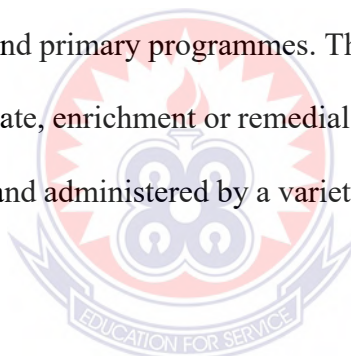 nd primary programmes. Th
ate, enrichment or remedial
and administered by a variet
EDUCATION FOR SERVICE